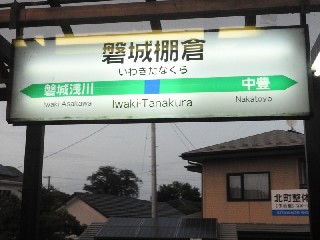 磐城棚倉
いわきたなくら
Iwaki-Tanakura
磐城浅川
Iwaki-Asakawa
中豊
Nakatoyo
北町整体